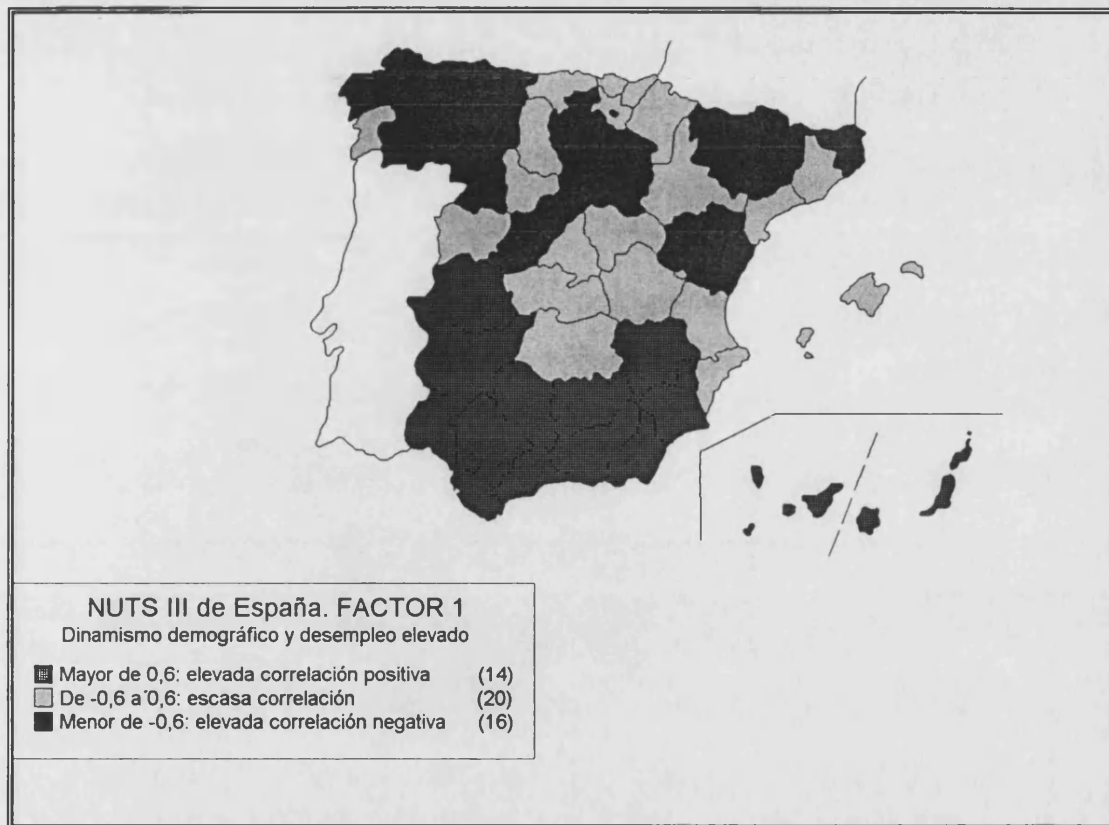 NUTS III de España. FACTOR 1
Dinamismo demográfico y desempleo elevado
Mayor de 0,6: elevada correlación positiva (14)
De -0,6 a 0,6: escasa correlación (20)
Menor de -0,6: elevada correlación negativa (16)